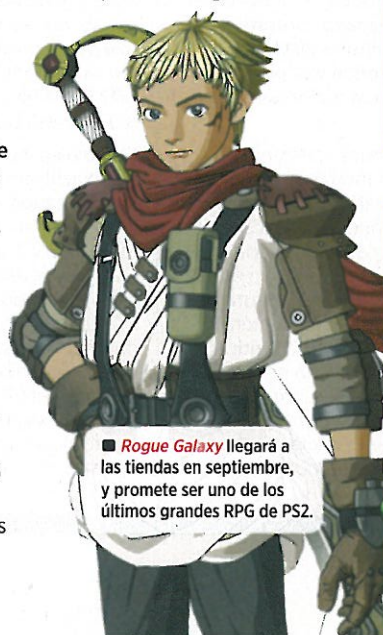 ■ Rogue Galaxy llegará a
las tiendas en septiembre,
y promete ser uno de los
últimos grandes RPG de PS2.